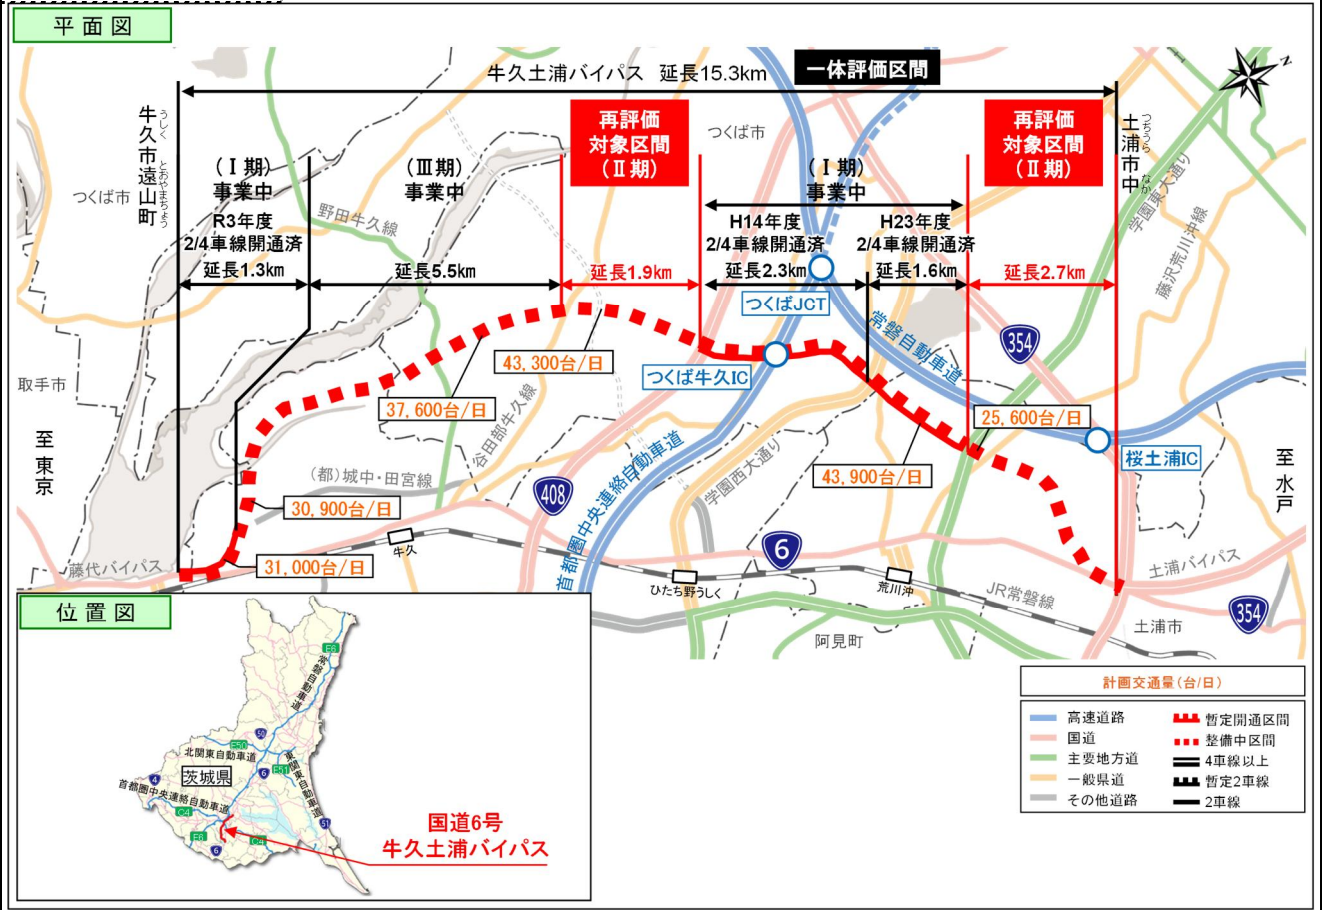 平面図
牛久土浦バイパス 延長15.3km
一体評価区間
牛久市遠山町
うしく とおやまちょう
土浦市中
つちうら なか
再評価
対象区間
(Ⅱ期)
再評価
対象区間
(Ⅱ期)
つくば市
つくば市
(Ⅰ期)
事業中
(Ⅲ期)
事業中
(Ⅰ期)
事業中
R3年度
2/4車線開通済
延長1.3km
延長5.5km
延長1.9km
H14年度
2/4車線開通済
延長2.3km
H23年度
2/4車線開通済
延長1.6km
延長2.7km
野田牛久線
学園東大通り
藤沢荒川沖線
つくばJCT
常磐自動車道
354
つくば牛久IC
43,300台/日
37,600台/日
25,600台/日
43,900台/日
30,900台/日
31,000台/日
桜土浦IC
取手市
至東京
至水戸
谷田部牛久線
(都)城中・田宮線
408
首都圏中央連絡自動車道
学園西大通り
6
藤代バイパス
牛久
ひたち野うしく
荒川沖
JR常磐線
土浦バイパス
354
阿見町
土浦市
位置図
E6
常磐自動車道
50
E50
北関東自動車道
6
E51
東関東自動車道
4
茨城県
首都圏中央連絡自動車道
C4
51
E6
C4
6
国道6号
牛久土浦バイパス
計画交通量(台/日)
高速道路
国道
主要地方道
一般県道
その他道路
暫定開通区間
整備中区間
4車線以上
暫定2車線
2車線